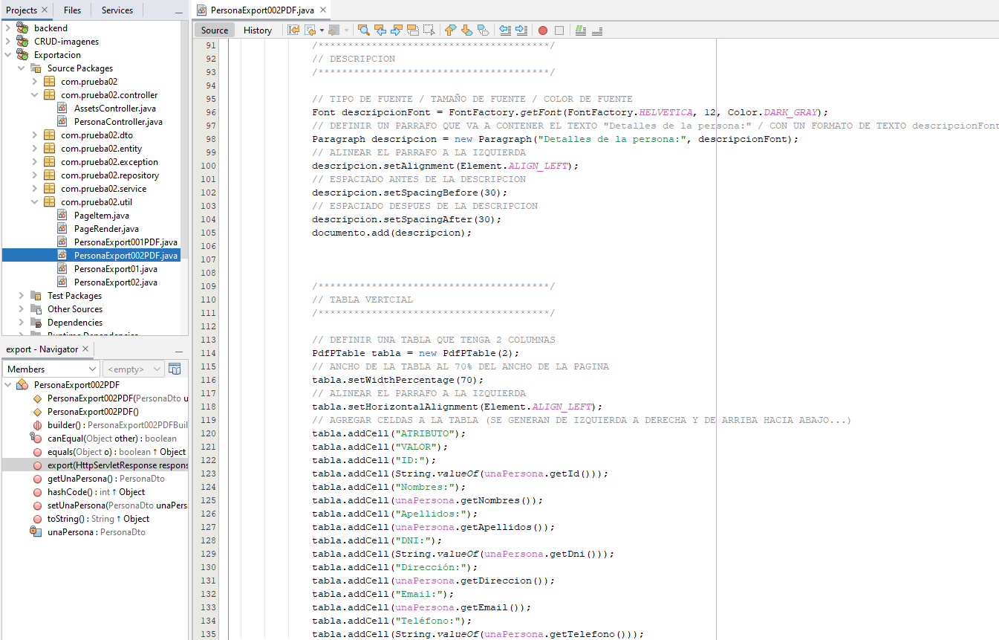 Projects
Files
Services
backend
CRUD-imagenes
Exportacion
Source Packages
com.prueba02
com.prueba02.controller
AssetsController.java
PersonaController.java
com.prueba02.dto
com.prueba02.entity
com.prueba02.exception
com.prueba02.repository
com.prueba02.service
com.prueba02.util
PageItem.java
PageRender.java
PersonaExport001PDF.java
PersonaExport002PDF.java
PersonaExport01.java
PersonaExport02.java
Test Packages
Other Sources
Dependencies
Runtime Dependencies
export - Navigator
Members
<empty>
PersonaExport002PDF
PersonaExport002PDF(PersonaDto u
PersonaExport002PDF()
builder() : PersonaExport002PDFBuil
canEqual(Object other) : boolean
equals(Object o) : boolean ↑ Object
export(HttpServletResponse respons
getUnaPersona() : PersonaDto
hashCode() : int ↑ Object
setUnaPersona(PersonaDto unaPers
toString() : String ↑ Object
unaPersona : PersonaDto
PersonaExport002PDF.java
Source
History
91 /***************************************/
92 // DESCRIPCION
93 /***************************************/
94
95 // TIPO DE FUENTE / TAMAÑO DE FUENTE / COLOR DE FUENTE
96 Font descripcionFont = FontFactory.getFont(FontFactory.HELVETICA, 12, Color.DARK_GRAY);
97 // DEFINIR UN PARRAFO QUE VA A CONTENER EL TEXTO "Detalles de la persona:" / CON UN FORMATO DE TEXTO descripcionFont
98 Paragraph descripcion = new Paragraph("Detalles de la persona:", descripcionFont);
99 // ALINEAR EL PARRAFO A LA IZQUIERDA
100 descripcion.setAlignment(Element.ALIGN_LEFT);
101 // ESPACIADO ANTES DE LA DESCRIPCION
102 descripcion.setSpacingBefore(30);
103 // ESPACIADO DESPUES DE LA DESCRIPCION
104 descripcion.setSpacingAfter(30);
105 documento.add(descripcion);
106
107
108
109 /***************************************/
110 // TABLA VERTCIAL
111 /***************************************/
112
113 // DEFINIR UNA TABLA QUE TENGA 2 COLUMNAS
114 PdfPTable tabla = new PdfPTable(2);
115 // ANCHO DE LA TABLA AL 70% DEL ANCHO DE LA PAGINA
116 tabla.setWidthPercentage(70);
117 // ALINEAR EL PARRAFO A LA IZQUIERDA
118 tabla.setHorizontalAlignment(Element.ALIGN_LEFT);
119 // AGREGAR CELDAS A LA TABLA (SE GENERAN DE IZQUIERDA A DERECHA Y DE ARRIBA HACIA ABAJO...)
120 tabla.addCell("ATRIBUTO");
121 tabla.addCell("VALOR");
122 tabla.addCell("ID:");
123 tabla.addCell(String.valueOf(unaPersona.getId()));
124 tabla.addCell("Nombres:");
125 tabla.addCell(unaPersona.getNombres());
126 tabla.addCell("Apellidos:");
127 tabla.addCell(unaPersona.getApellidos());
128 tabla.addCell("DNI:");
129 tabla.addCell(String.valueOf(unaPersona.getDni()));
130 tabla.addCell("Dirección:");
131 tabla.addCell(unaPersona.getDireccion());
132 tabla.addCell("Email:");
133 tabla.addCell(unaPersona.getEmail());
134 tabla.addCell("Teléfono:");
135 tabla.addCell(String.valueOf(unaPersona.getTelefono()));